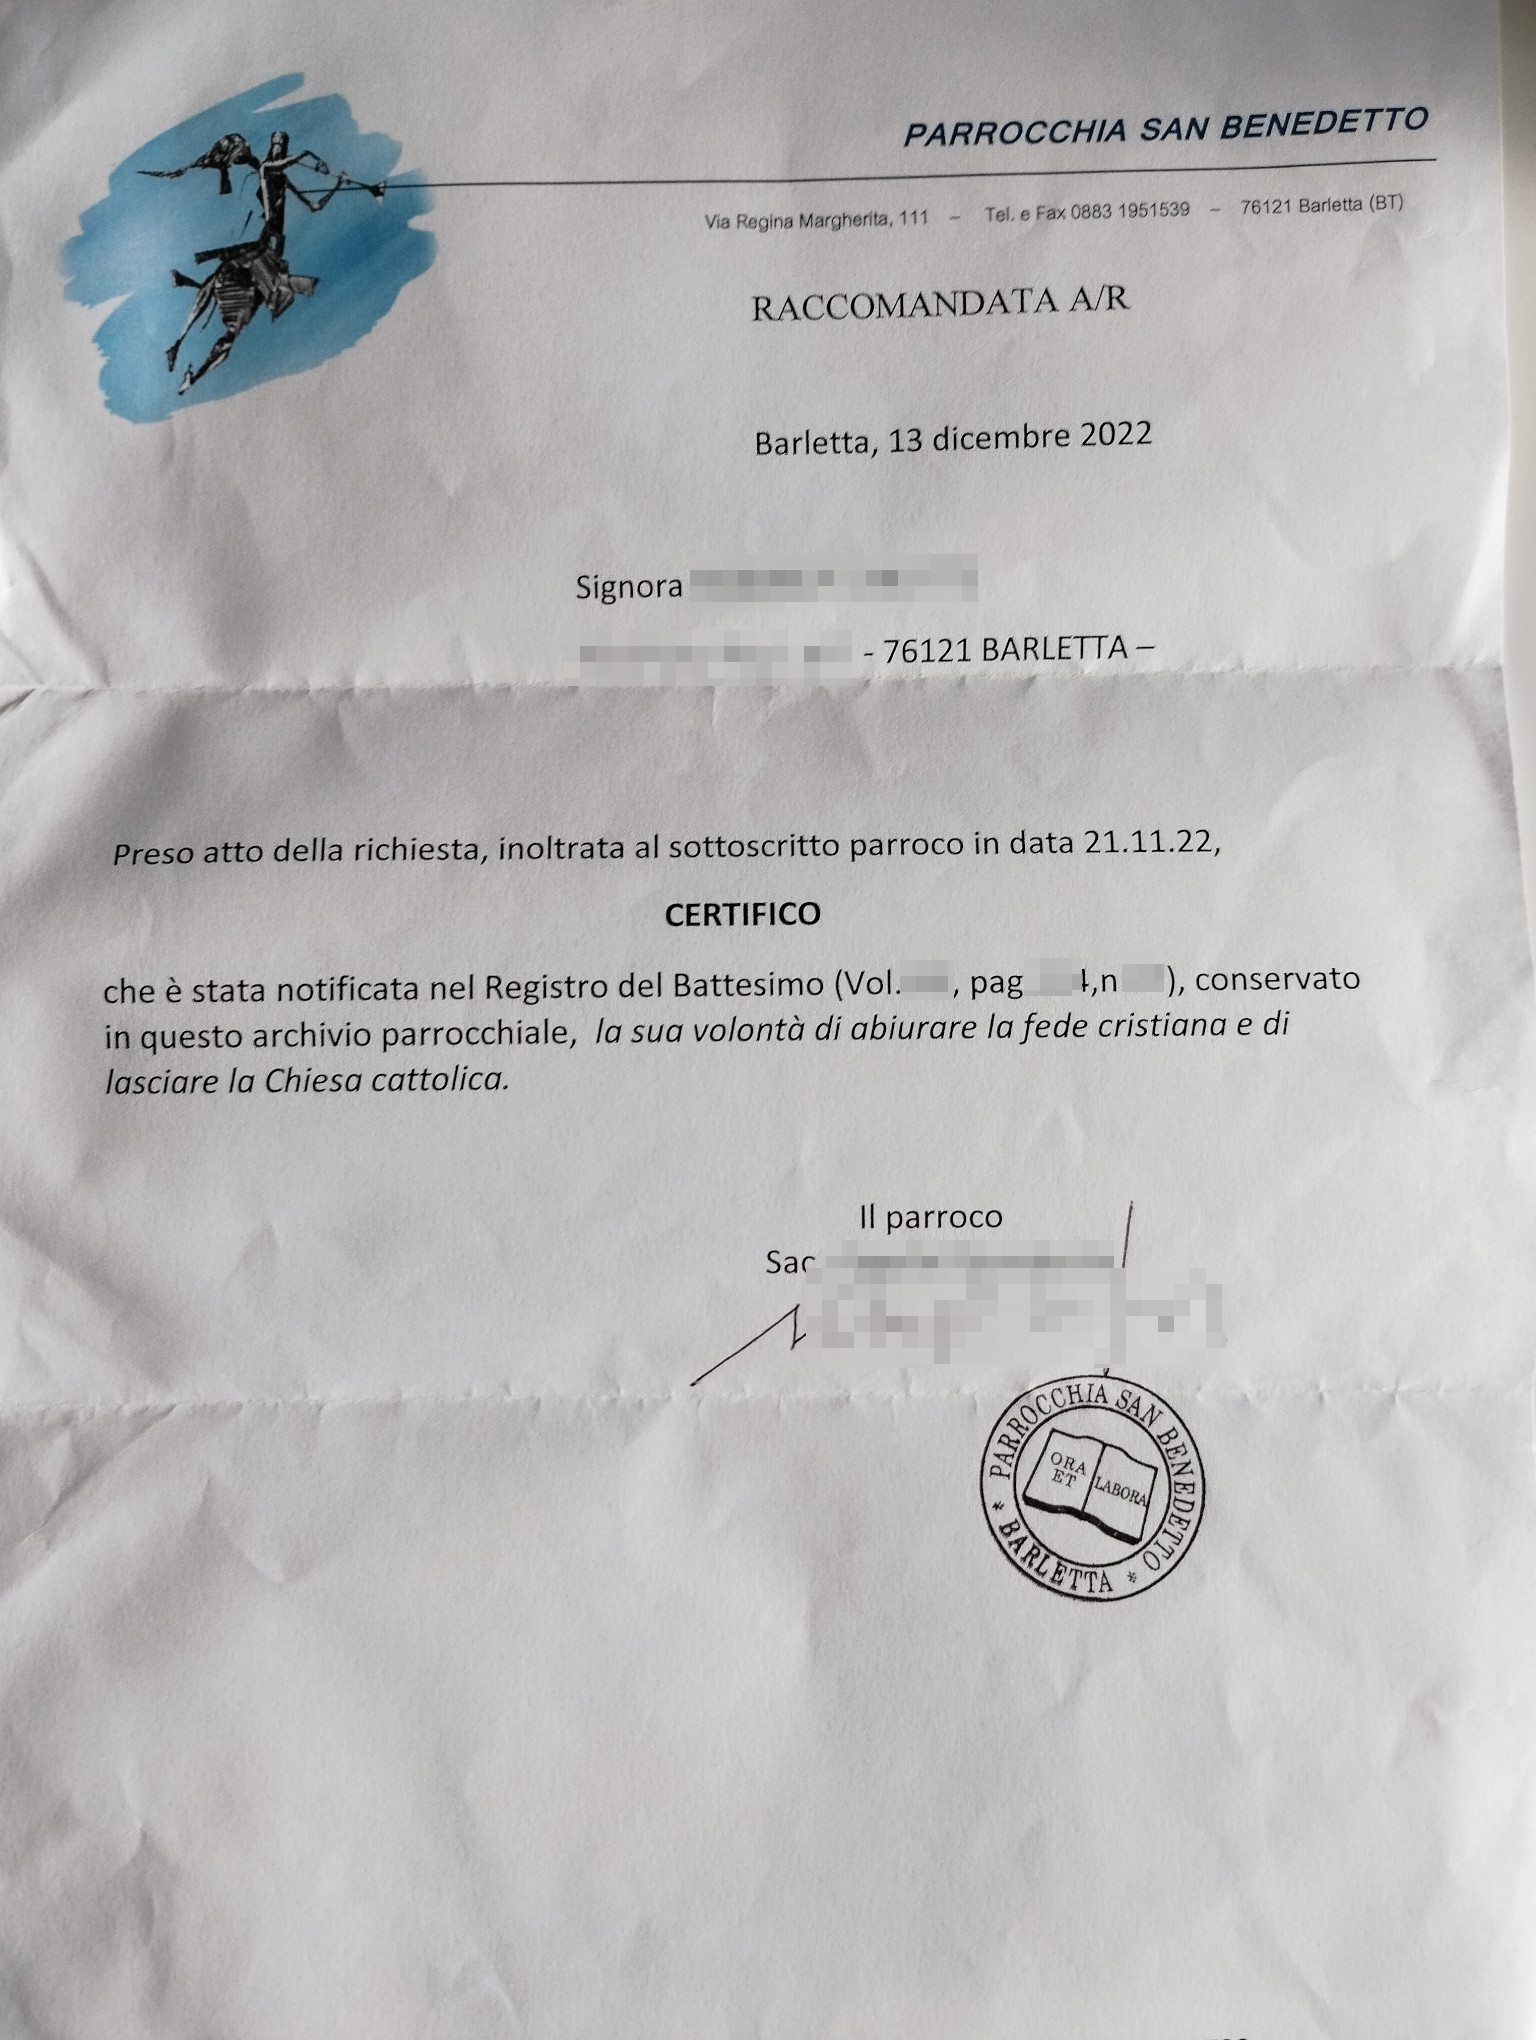 PARROCCHIA SAN BENEDETTO
Via Regina Margherita, 111 – Tel. e Fax 0883 1951539 – 76121 Barletta (BT)
RACCOMANDATA A/R
Barletta, 13 dicembre 2022
Signora
- 76121 BARLETTA –
Preso atto della richiesta, inoltrata al sottoscritto parroco in data 21.11.22,
CERTIFICO
che è stata notificata nel Registro del Battesimo (Vol. , pag 4,n ), conservato
in questo archivio parrocchiale, la sua volontà di abiurare la fede cristiana e di
lasciare la Chiesa cattolica.
Il parroco
Sac
PARROCCHIA SAN BENEDETTO
* BARLETTA *
ORA
ET
LABORA